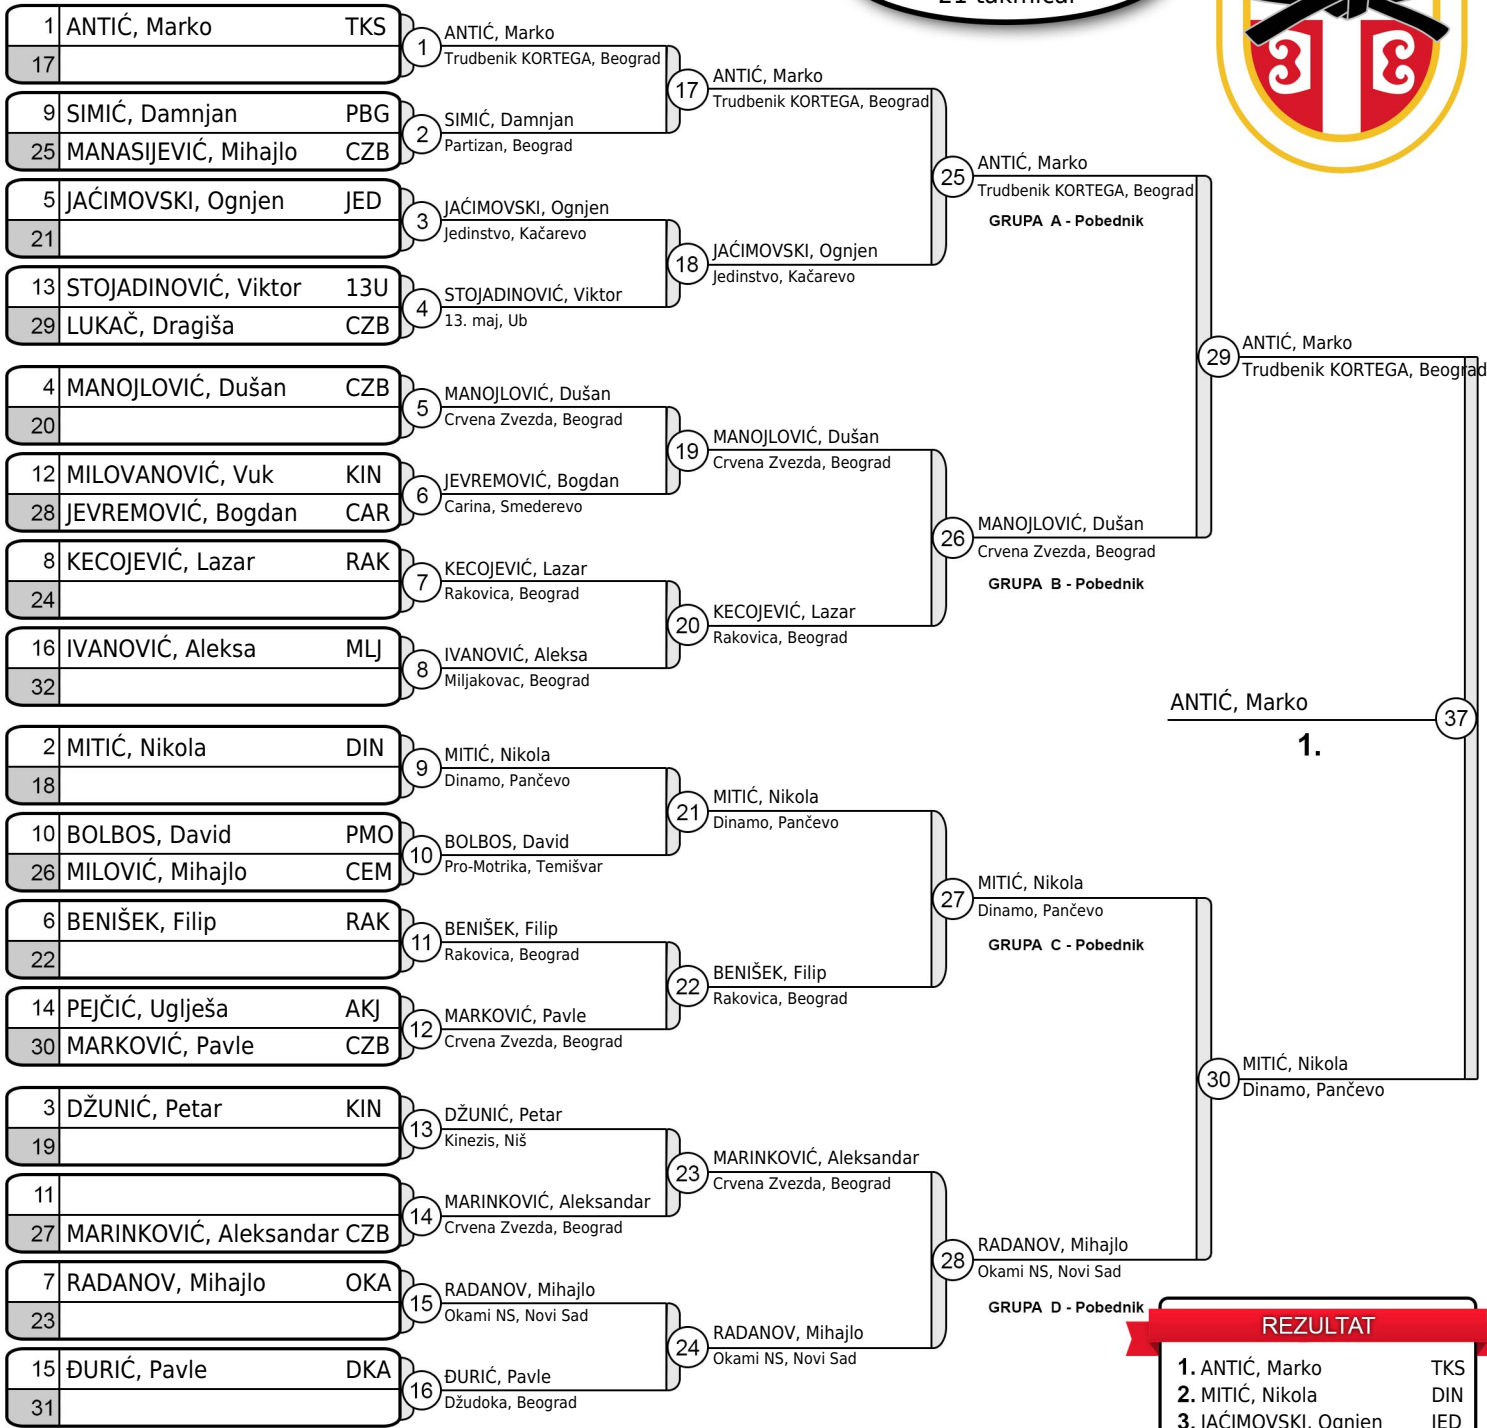 21 takmičar
1 ANTIĆ, Marko TKS
17
9 SIMIĆ, Damnjan PBG
25 MANASIJEVIĆ, Mihajlo CZB
5 JAĆIMOVSKI, Ognjen JED
21
13 STOJADINOVIĆ, Viktor 13U
29 LUKAČ, Dragiša CZB
4 MANOJLOVIĆ, Dušan CZB
20
12 MILOVANOVIĆ, Vuk KIN
28 JEVREMOVIĆ, Bogdan CAR
8 KECOJEVIĆ, Lazar RAK
24
16 IVANOVIĆ, Aleksa MLJ
32
2 MITIĆ, Nikola DIN
18
10 BOLBOS, David PMO
26 MILOVIĆ, Mihajlo CEM
6 BENIŠEK, Filip RAK
22
14 PEJČIĆ, Uglješa AKJ
30 MARKOVIĆ, Pavle CZB
3 DŽUNIĆ, Petar KIN
19
11
27 MARINKOVIĆ, Aleksandar CZB
7 RADANOV, Mihajlo OKA
23
15 ĐURIĆ, Pavle DKA
31
1 ANTIĆ, Marko
Trudbenik KORTEGA, Beograd
2 SIMIĆ, Damnjan
Partizan, Beograd
3 JAĆIMOVSKI, Ognjen
Jedinstvo, Kačarevo
4 STOJADINOVIĆ, Viktor
13. maj, Ub
5 MANOJLOVIĆ, Dušan
Crvena Zvezda, Beograd
6 JEVREMOVIĆ, Bogdan
Carina, Smederevo
7 KECOJEVIĆ, Lazar
Rakovica, Beograd
8 IVANOVIĆ, Aleksa
Miljakovac, Beograd
9 MITIĆ, Nikola
Dinamo, Pančevo
10 BOLBOS, David
Pro-Motrika, Temišvar
11 BENIŠEK, Filip
Rakovica, Beograd
12 MARKOVIĆ, Pavle
Crvena Zvezda, Beograd
13 DŽUNIĆ, Petar
Kinezis, Niš
14 MARINKOVIĆ, Aleksandar
Crvena Zvezda, Beograd
15 RADANOV, Mihajlo
Okami NS, Novi Sad
16 ĐURIĆ, Pavle
Džudoka, Beograd
17 ANTIĆ, Marko
Trudbenik KORTEGA, Beograd
18 JAĆIMOVSKI, Ognjen
Jedinstvo, Kačarevo
19 MANOJLOVIĆ, Dušan
Crvena Zvezda, Beograd
20 KECOJEVIĆ, Lazar
Rakovica, Beograd
21 MITIĆ, Nikola
Dinamo, Pančevo
22 BENIŠEK, Filip
Rakovica, Beograd
23 MARINKOVIĆ, Aleksandar
Crvena Zvezda, Beograd
24 RADANOV, Mihajlo
Okami NS, Novi Sad
25 ANTIĆ, Marko
Trudbenik KORTEGA, Beograd
GRUPA A - Pobednik
26 MANOJLOVIĆ, Dušan
Crvena Zvezda, Beograd
GRUPA B - Pobednik
27 MITIĆ, Nikola
Dinamo, Pančevo
GRUPA C - Pobednik
28 RADANOV, Mihajlo
Okami NS, Novi Sad
GRUPA D - Pobednik
29 ANTIĆ, Marko
Trudbenik KORTEGA, Beograd
30 MITIĆ, Nikola
Dinamo, Pančevo
ANTIĆ, Marko 37
1.
REZULTAT
1. ANTIĆ, Marko TKS
2. MITIĆ, Nikola DIN
3. JAĆIMOVSKI, Ognjen JED